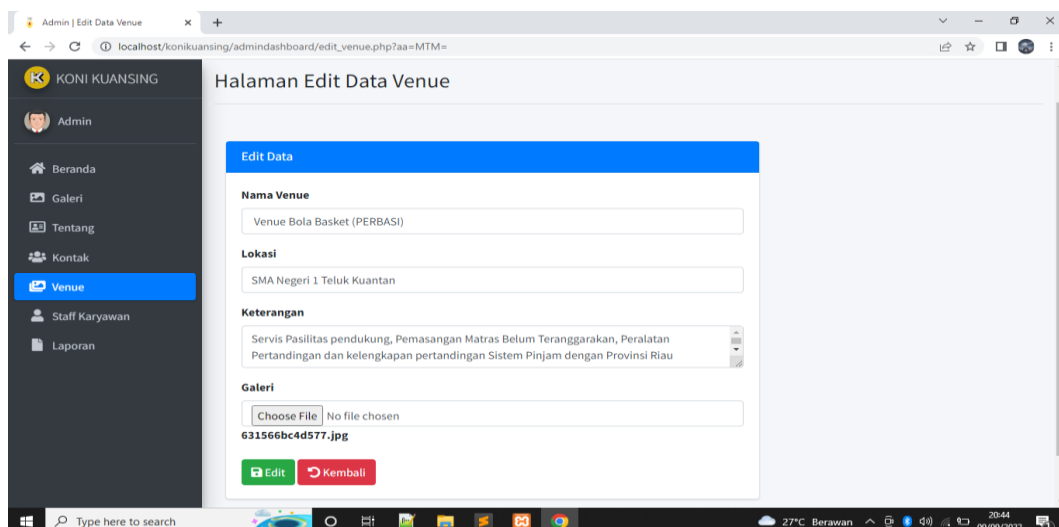 Admin | Edit Data Venue
localhost/konikuansing/admindashboard/edit_venue.php?aa=MTM=
KONI KUANSING
Halaman Edit Data Venue
Admin
Beranda
Galeri
Tentang
Kontak
Venue
Staff Karyawan
Laporan
Edit Data
Nama Venue
Venue Bola Basket (PERBASI)
Lokasi
SMA Negeri 1 Teluk Kuantan
Keterangan
Servis Pasilitas pendukung, Pemasangan Matras Belum Teranggarakan, Peralatan
Pertandingan dan kelengkapan pertandingan Sistem Pinjam dengan Provinsi Riau
Galeri
Choose File No file chosen
631566bc4d577.jpg
Edit Kembali
Type here to search
27°C Berawan
20:44